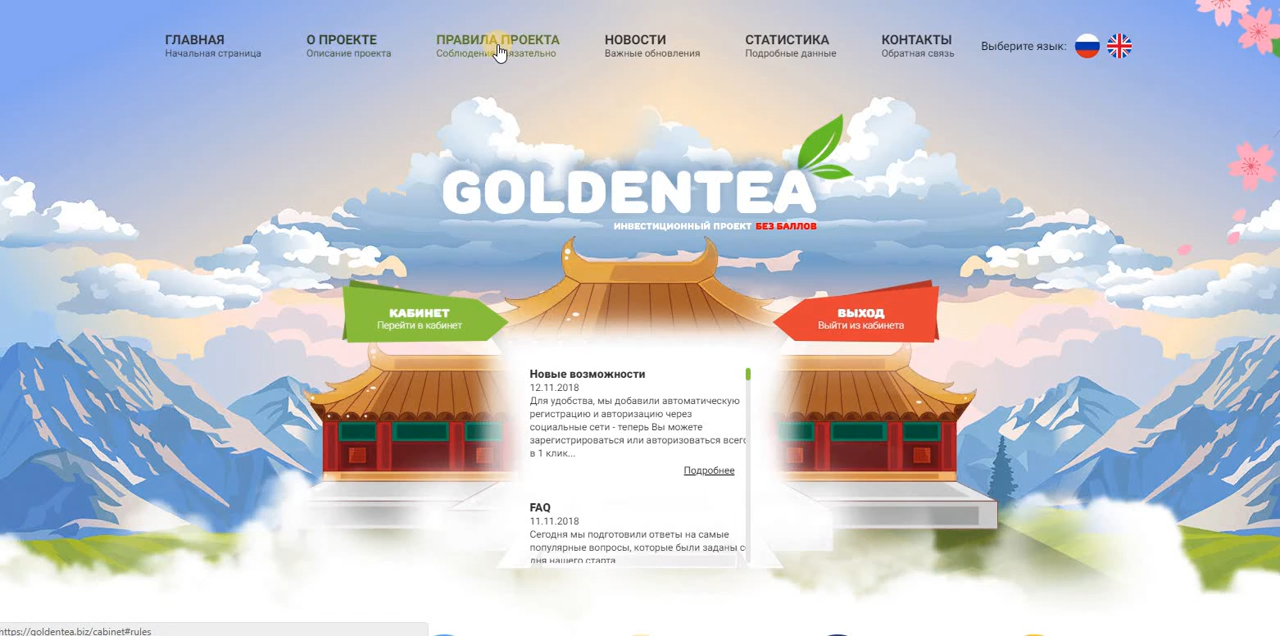 ГЛАВНАЯ
Начальная страница
О ПРОЕКТЕ
Описание проекта
ПРАВИЛА ПРОЕКТА
НОВОСТИ
Важные обновления
СТАТИСТИКА
Подробные данные
КОНТАКТЫ
Обратная связь
Выберите язык:
GOLDENTEA
ИНВЕСТИЦИОННЫЙ ПРОЕКТ БЕЗ БАЛЛОВ
КАБИНЕТ
Перейти в кабинет
ВЫХОД
Выйти из кабинета
Новые возможности
12.11.2018
Для удобства, мы добавили автоматическую
регистрацию и авторизацию через
социальные сети - теперь Вы можете
зарегистрироваться или авторизоваться всего
в 1 клик...
Подробнее
FAQ
11.11.2018
Сегодня мы подготовили ответы на самые
популярные вопросы, которые были заданы с
дня нашего старта
https://goldentea.biz/cabinet#rules